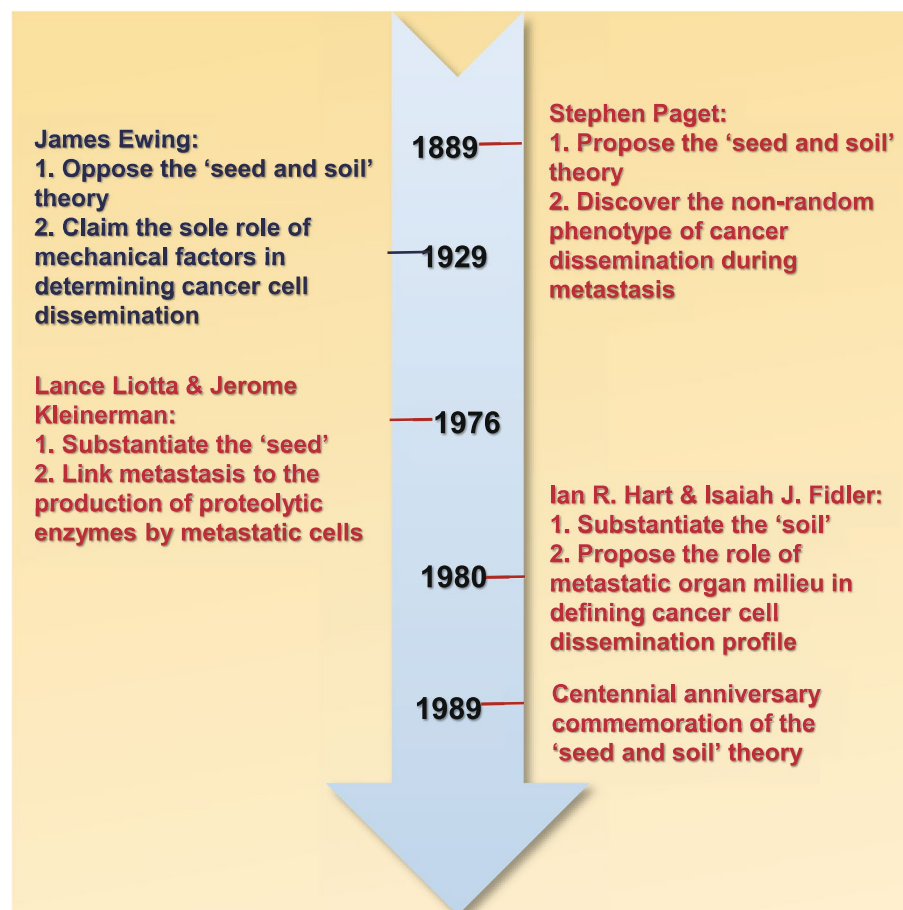 1889
Stephen Paget:
1. Propose the ‘seed and soil’
theory
2. Discover the non-random
phenotype of cancer
dissemination during
metastasis
James Ewing:
1. Oppose the ‘seed and soil’
theory
2. Claim the sole role of
mechanical factors in
determining cancer cell
dissemination
1929
Lance Liotta & Jerome
Kleinerman:
1. Substantiate the ‘seed’
2. Link metastasis to the
production of proteolytic
enzymes by metastatic cells
1976
1980
Ian R. Hart & Isaiah J. Fidler:
1. Substantiate the ‘soil’
2. Propose the role of
metastatic organ milieu in
defining cancer cell
dissemination profile
1989
Centennial anniversary
commemoration of the
‘seed and soil’ theory